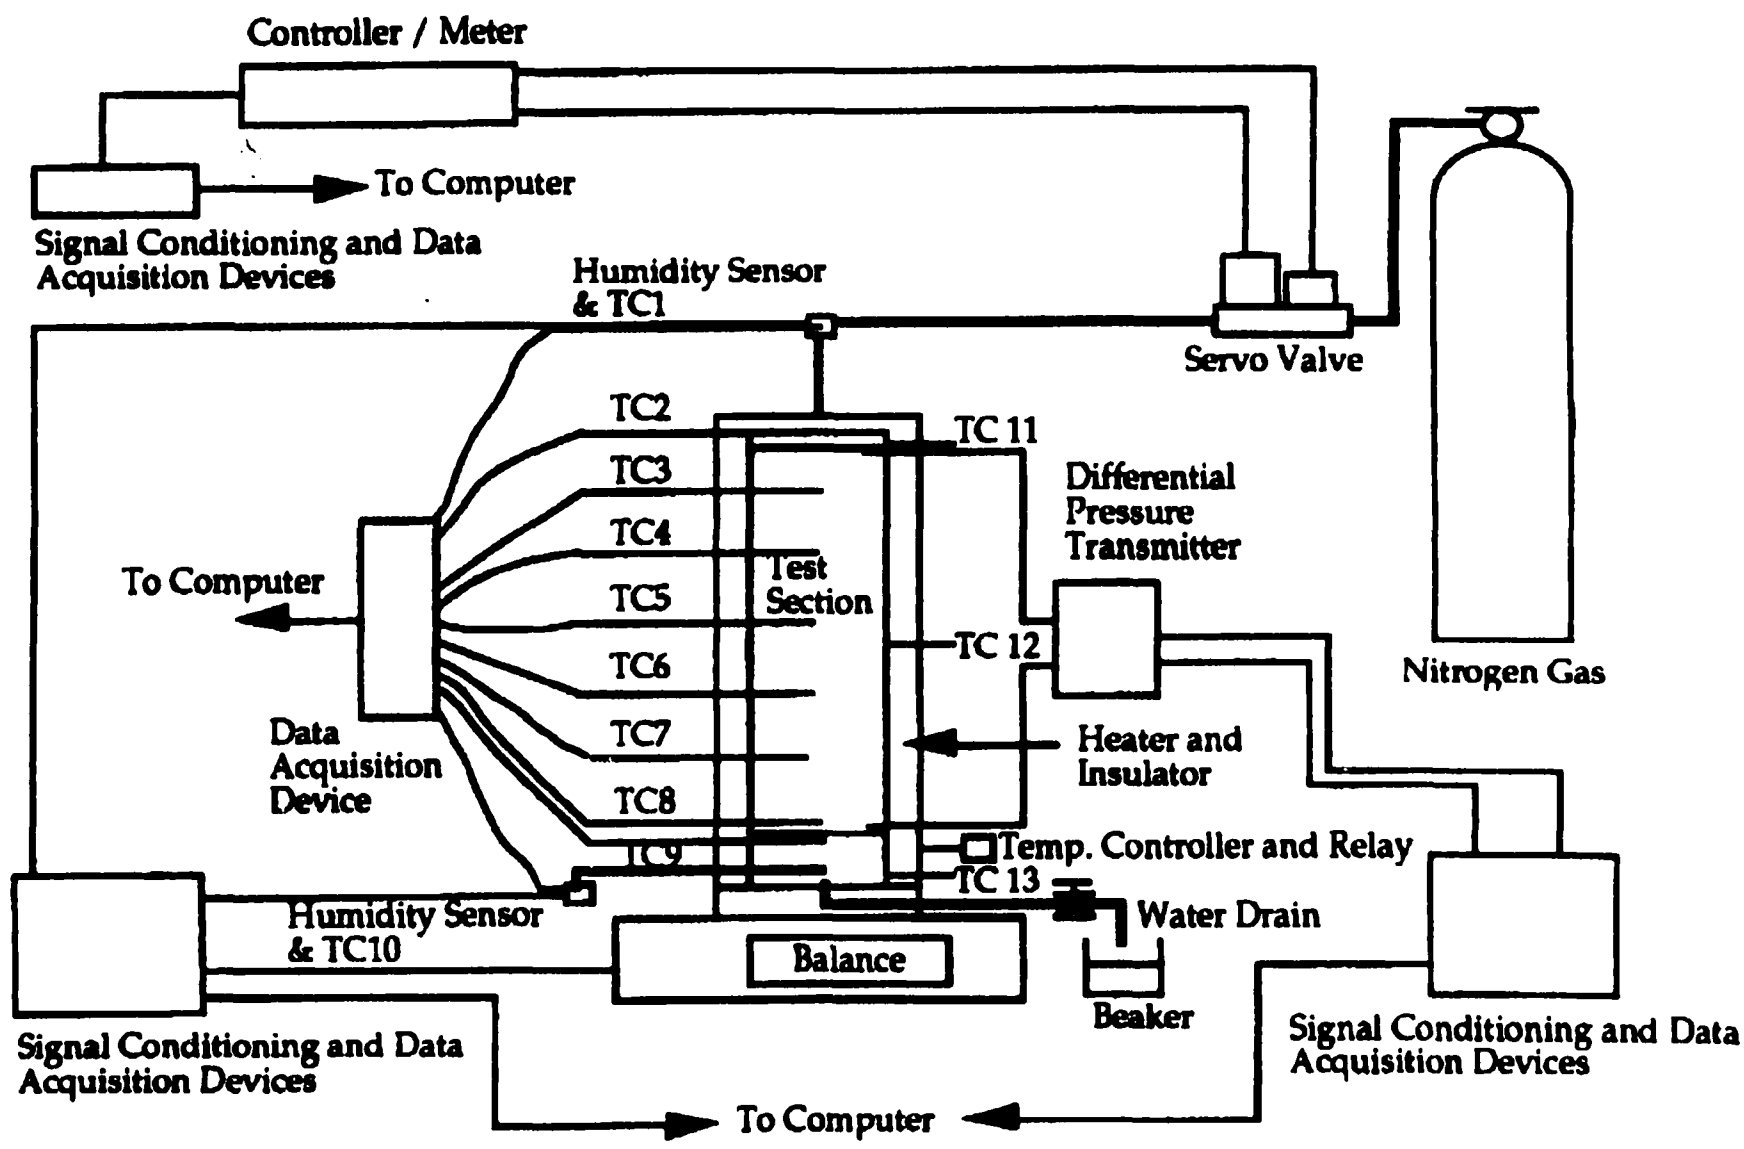 Controller / Meter
To Computer
Signal Conditioning and Data
Acquisition Devices
Humidity Sensor
& TC1
Servo Valve
TC2
TC 11
TC3
Differential
Pressure
Transmitter
TC4
Test
Section
To Computer
TC5
TC 12
TC6
Nitrogen Gas
TC7
Data
Acquisition
Device
Heater and
Insulator
TC8
Temp. Controller and Relay
TC9
TC 13
Humidity Sensor
& TC10
Water Drain
Balance
Beaker
Signal Conditioning and Data
Acquisition Devices
Signal Conditioning and Data
Acquisition Devices
To Computer